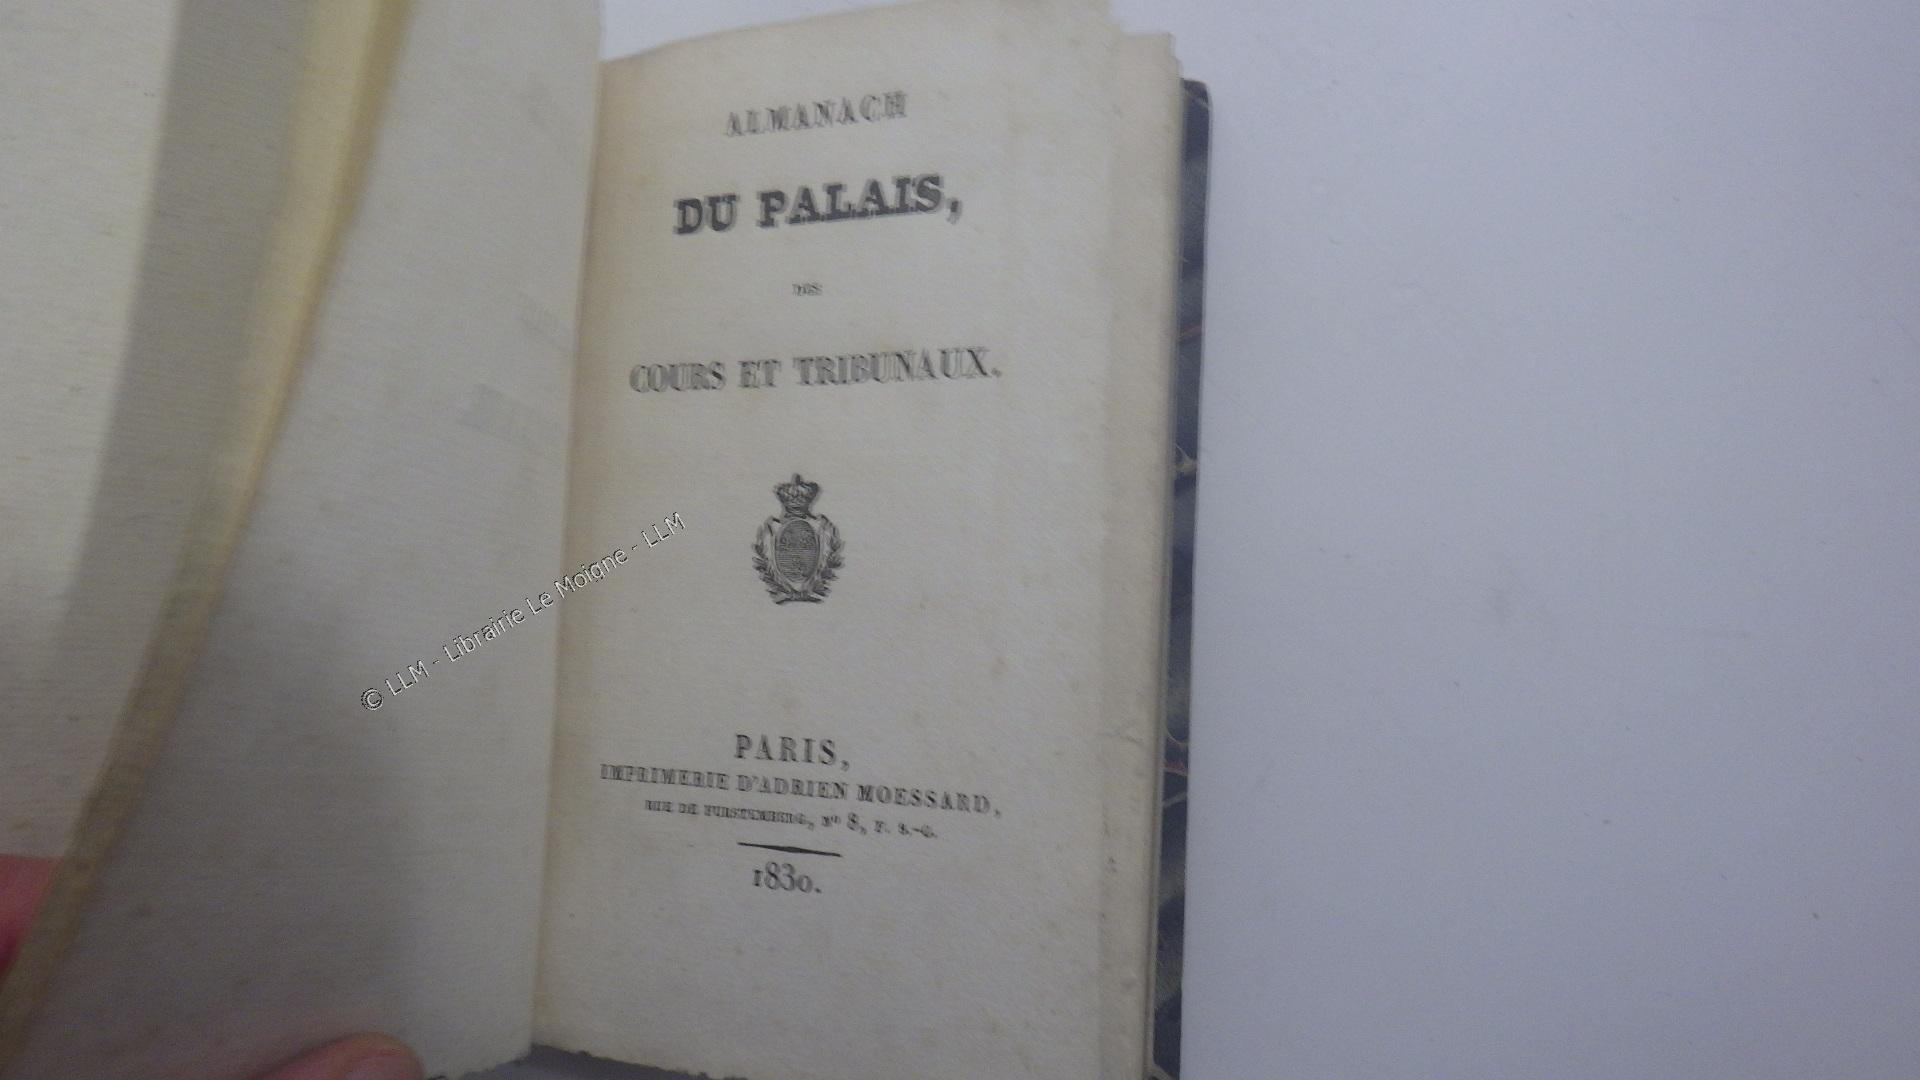 ALMANACH
DU PALAIS,
DES
COURS ET TRIBUNAUX.
© LLM - Librairie Le Moigne - LLM
PARIS,
IMPRIMERIE D'ADRIEN MOESSARD,
RUE DE FURSTEMBERG, Nº 8, F. S.-G.
1830.